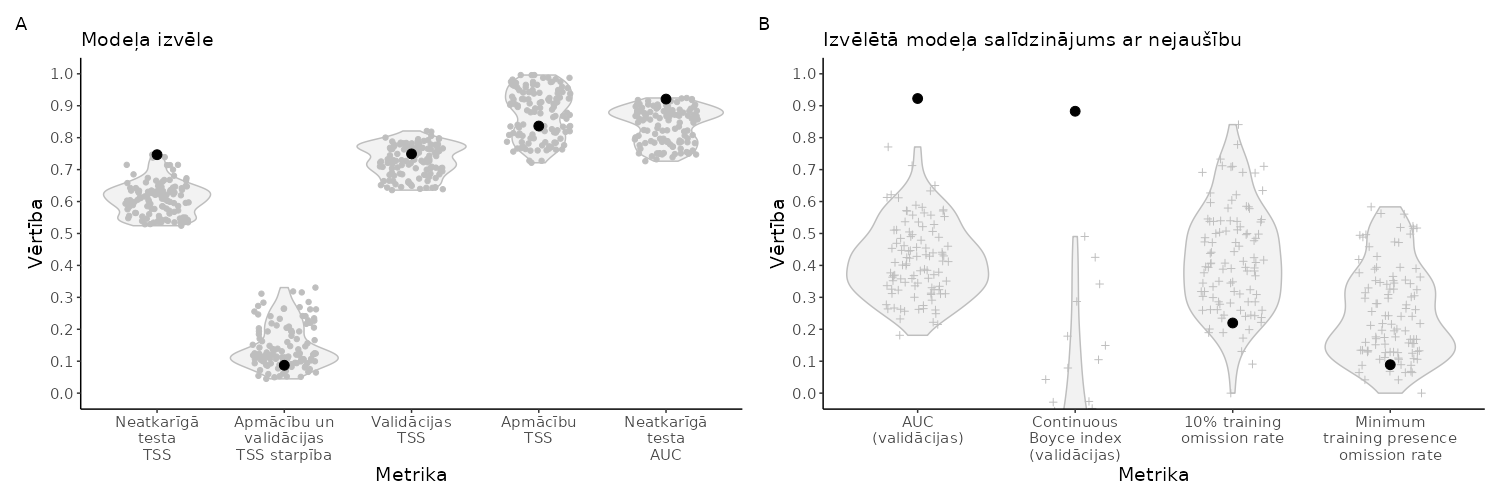 A
Modeļa izvēle
Vērtība
1.0
0.9
0.8
0.7
0.6
0.5
0.4
0.3
0.2
0.1
0.0
Neatkarīgā
testa
TSS
Apmācību un
validācijas
TSS starpība
Validācijas
TSS
Apmācību
TSS
Neatkarīgā
testa
AUC
Metrika
B
Izvēlētā modeļa salīdzinājums ar nejaušību
Vērtība
1.0
0.9
0.8
0.7
0.6
0.5
0.4
0.3
0.2
0.1
0.0
AUC
(validācijas)
Continuous
Boyce index
(validācijas)
10% training
omission rate
Minimum
training presence
omission rate
Metrika